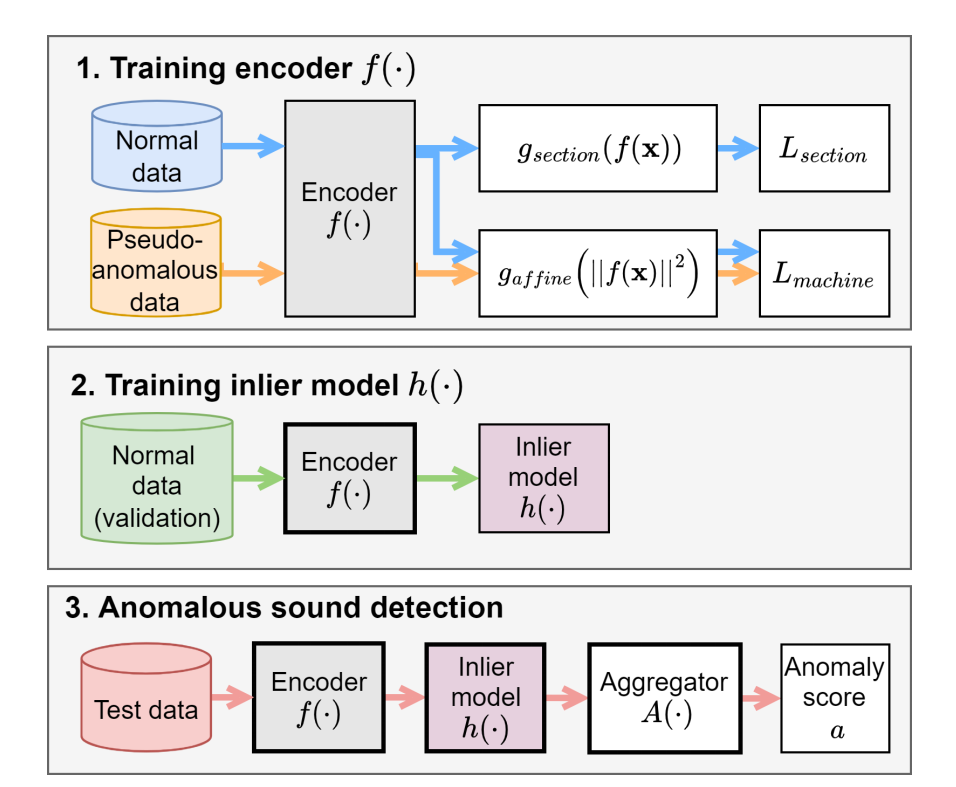 1. Training encoder f(·)
Normal
data
Encoder
f(·)
g_section(f(x))
L_section
Pseudo-
anomalous
data
g_affine(||f(x)||²)
L_machine
2. Training inlier model h(·)
Normal
data
(validation)
Encoder
f(·)
Inlier
model
h(·)
3. Anomalous sound detection
Test data
Encoder
f(·)
Inlier
model
h(·)
Aggregator
A(·)
Anomaly
score
a